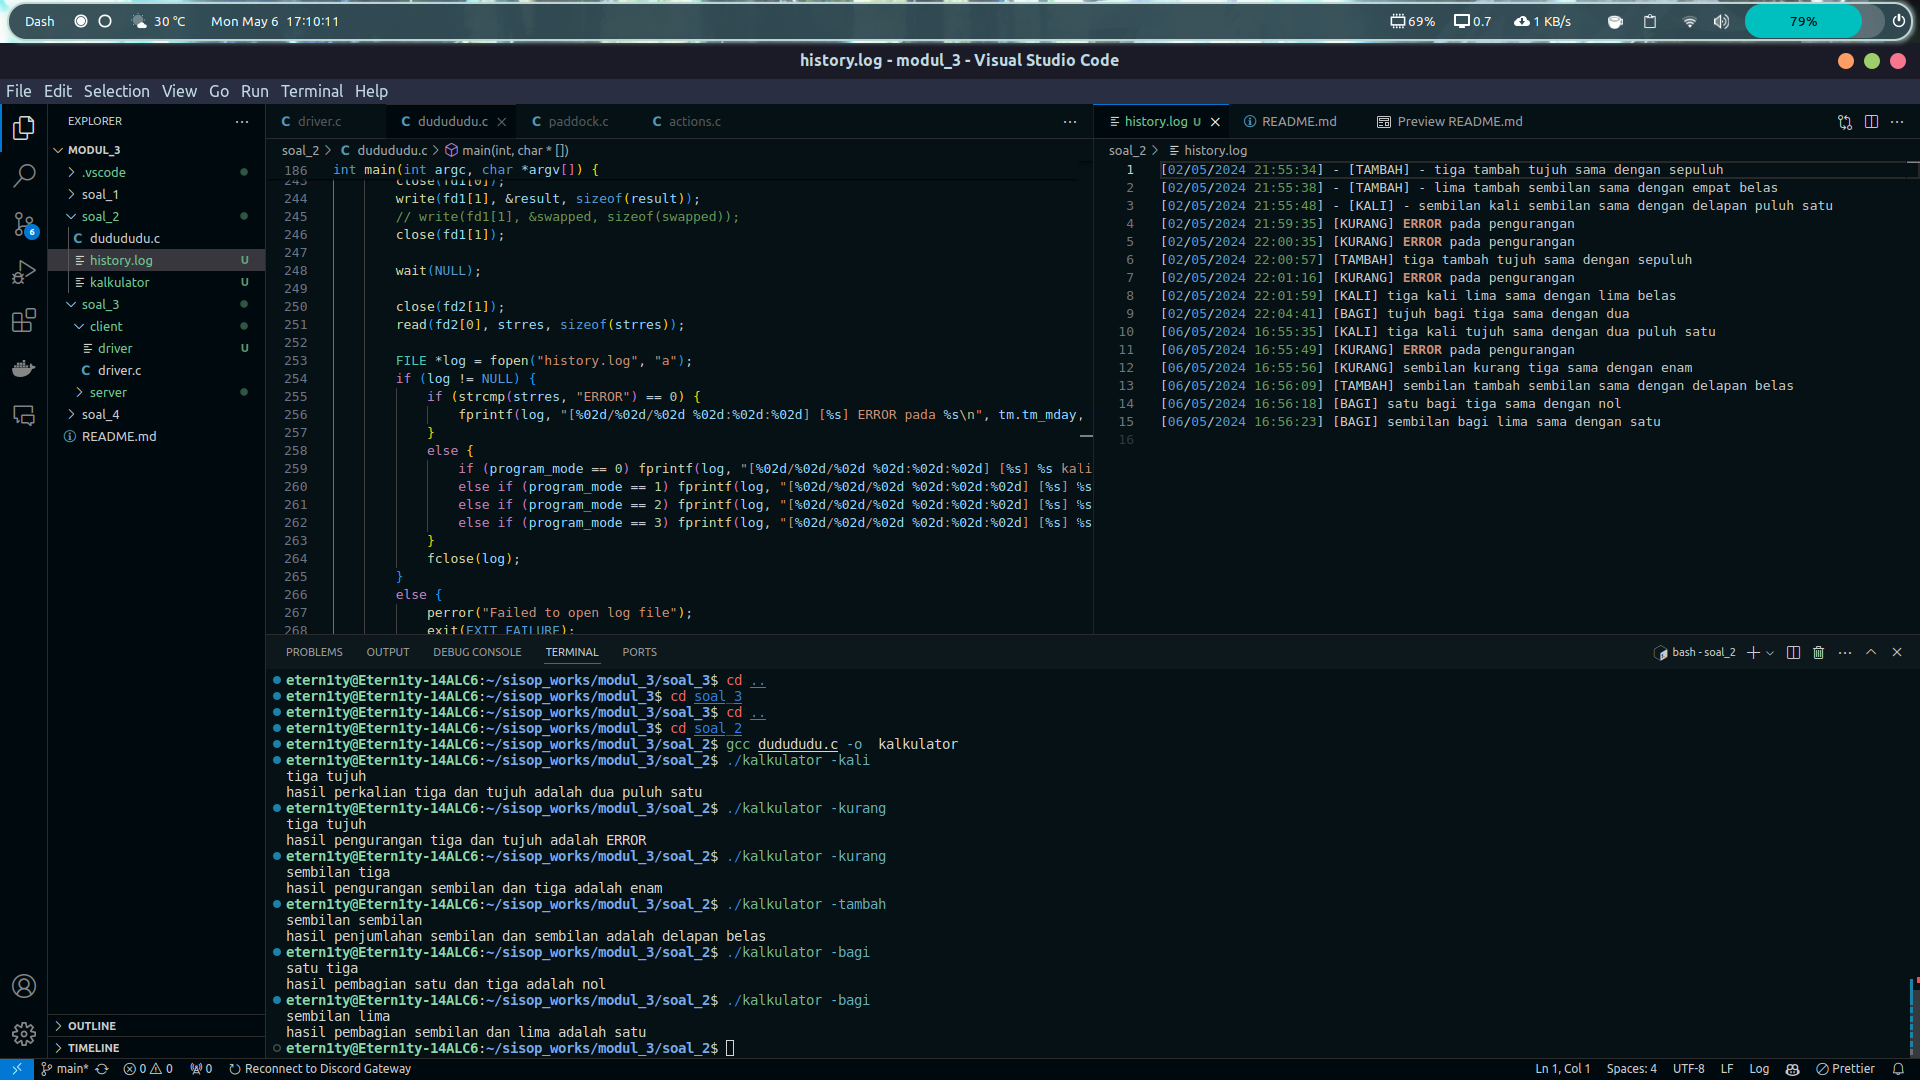 Dash
30 °C
Mon May 6 17:10:11
69%
0.7
1 KB/s
79%
history.log - modul_3 - Visual Studio Code
File Edit Selection View Go Run Terminal Help
EXPLORER
MODUL_3
.vscode
soal_1
soal_2
C dudududu.c
history.log U
kalkulator U
soal_3
client
driver U
C driver.c
server
soal_4
README.md
OUTLINE
TIMELINE
6
C driver.c
C dudududu.c
C paddock.c
C actions.c
soal_2 > C dudududu.c > main(int, char * [])
186 int main(int argc, char *argv[]) {
243 close(fd1[0]);
244 write(fd1[1], &result, sizeof(result));
245 // write(fd1[1], &swapped, sizeof(swapped));
246 close(fd1[1]);
247
248 wait(NULL);
249
250 close(fd2[1]);
251 read(fd2[0], strres, sizeof(strres));
252
253 FILE *log = fopen("history.log", "a");
254 if (log != NULL) {
255 if (strcmp(strres, "ERROR") == 0) {
256 fprintf(log, "[%02d/%02d/%02d %02d:%02d:%02d] [%s] ERROR pada %s\n", tm.tm_mday,
257 }
258 else {
259 if (program_mode == 0) fprintf(log, "[%02d/%02d/%02d %02d:%02d:%02d] [%s] %s kali
260 else if (program_mode == 1) fprintf(log, "[%02d/%02d/%02d %02d:%02d:%02d] [%s] %s
261 else if (program_mode == 2) fprintf(log, "[%02d/%02d/%02d %02d:%02d:%02d] [%s] %s
262 else if (program_mode == 3) fprintf(log, "[%02d/%02d/%02d %02d:%02d:%02d] [%s] %s
263 }
264 fclose(log);
265 }
266 else {
267 perror("Failed to open log file");
268 exit(EXIT_FAILURE);
history.log U
README.md
Preview README.md
soal_2 > history.log
1 [02/05/2024 21:55:34] - [TAMBAH] - tiga tambah tujuh sama dengan sepuluh
2 [02/05/2024 21:55:38] - [TAMBAH] - lima tambah sembilan sama dengan empat belas
3 [02/05/2024 21:55:48] - [KALI] - sembilan kali sembilan sama dengan delapan puluh satu
4 [02/05/2024 21:59:35] [KURANG] ERROR pada pengurangan
5 [02/05/2024 22:00:35] [KURANG] ERROR pada pengurangan
6 [02/05/2024 22:00:57] [TAMBAH] tiga tambah tujuh sama dengan sepuluh
7 [02/05/2024 22:01:16] [KURANG] ERROR pada pengurangan
8 [02/05/2024 22:01:59] [KALI] tiga kali lima sama dengan lima belas
9 [02/05/2024 22:04:41] [BAGI] tujuh bagi tiga sama dengan dua
10 [06/05/2024 16:55:35] [KALI] tiga kali tujuh sama dengan dua puluh satu
11 [06/05/2024 16:55:49] [KURANG] ERROR pada pengurangan
12 [06/05/2024 16:55:56] [KURANG] sembilan kurang tiga sama dengan enam
13 [06/05/2024 16:56:09] [TAMBAH] sembilan tambah sembilan sama dengan delapan belas
14 [06/05/2024 16:56:18] [BAGI] satu bagi tiga sama dengan nol
15 [06/05/2024 16:56:23] [BAGI] sembilan bagi lima sama dengan satu
16
PROBLEMS OUTPUT DEBUG CONSOLE TERMINAL PORTS
bash - soal_2
etern1ty@Etern1ty-14ALC6:~/sisop_works/modul_3/soal_3$ cd ..
etern1ty@Etern1ty-14ALC6:~/sisop_works/modul_3$ cd soal_3
etern1ty@Etern1ty-14ALC6:~/sisop_works/modul_3/soal_3$ cd ..
etern1ty@Etern1ty-14ALC6:~/sisop_works/modul_3$ cd soal_2
etern1ty@Etern1ty-14ALC6:~/sisop_works/modul_3/soal_2$ gcc dudududu.c -o  kalkulator
etern1ty@Etern1ty-14ALC6:~/sisop_works/modul_3/soal_2$ ./kalkulator -kali
tiga tujuh
hasil perkalian tiga dan tujuh adalah dua puluh satu
etern1ty@Etern1ty-14ALC6:~/sisop_works/modul_3/soal_2$ ./kalkulator -kurang
tiga tujuh
hasil pengurangan tiga dan tujuh adalah ERROR
etern1ty@Etern1ty-14ALC6:~/sisop_works/modul_3/soal_2$ ./kalkulator -kurang
sembilan tiga
hasil pengurangan sembilan dan tiga adalah enam
etern1ty@Etern1ty-14ALC6:~/sisop_works/modul_3/soal_2$ ./kalkulator -tambah
sembilan sembilan
hasil penjumlahan sembilan dan sembilan adalah delapan belas
etern1ty@Etern1ty-14ALC6:~/sisop_works/modul_3/soal_2$ ./kalkulator -bagi
satu tiga
hasil pembagian satu dan tiga adalah nol
etern1ty@Etern1ty-14ALC6:~/sisop_works/modul_3/soal_2$ ./kalkulator -bagi
sembilan lima
hasil pembagian sembilan dan lima adalah satu
etern1ty@Etern1ty-14ALC6:~/sisop_works/modul_3/soal_2$
main* 0 0 0 Reconnect to Discord Gateway
Ln 1, Col 1 Spaces: 4 UTF-8 LF Log Prettier